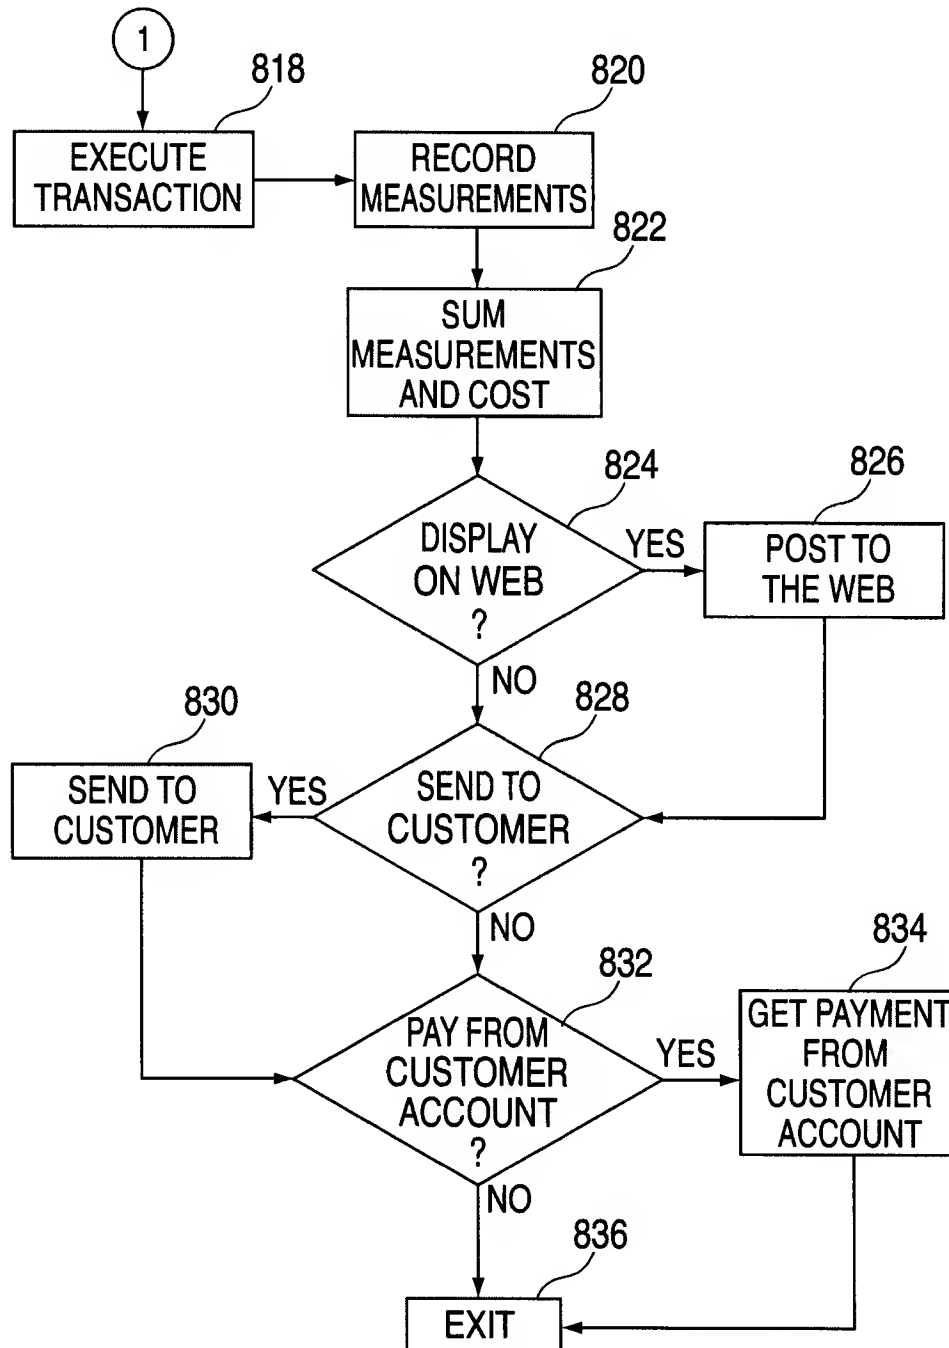 1
818
EXECUTE
TRANSACTION
820
RECORD
MEASUREMENTS
822
SUM
MEASUREMENTS
AND COST
824
DISPLAY
ON WEB
?
YES
826
POST TO
THE WEB
NO
828
SEND TO
CUSTOMER
?
YES
830
SEND TO
CUSTOMER
NO
832
PAY FROM
CUSTOMER
ACCOUNT
?
YES
834
GET PAYMENT
FROM
CUSTOMER
ACCOUNT
NO
836
EXIT